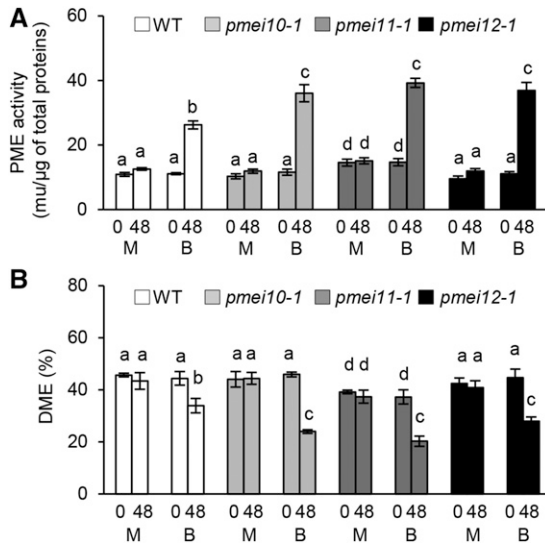 A
PME activity
(mu/µg of total proteins)
60
40
20
0
WT pmei10-1 pmei11-1 pmei12-1
a a a b a a a c d d d c a a a c
0 48 0 48 0 48 0 48 0 48 0 48 0 48 0 48
M B M B M B M B
B
DME (%)
80
60
40
20
0
WT pmei10-1 pmei11-1 pmei12-1
a a a b a a a c d d d c a a a c
0 48 0 48 0 48 0 48 0 48 0 48 0 48 0 48
M B M B M B M B